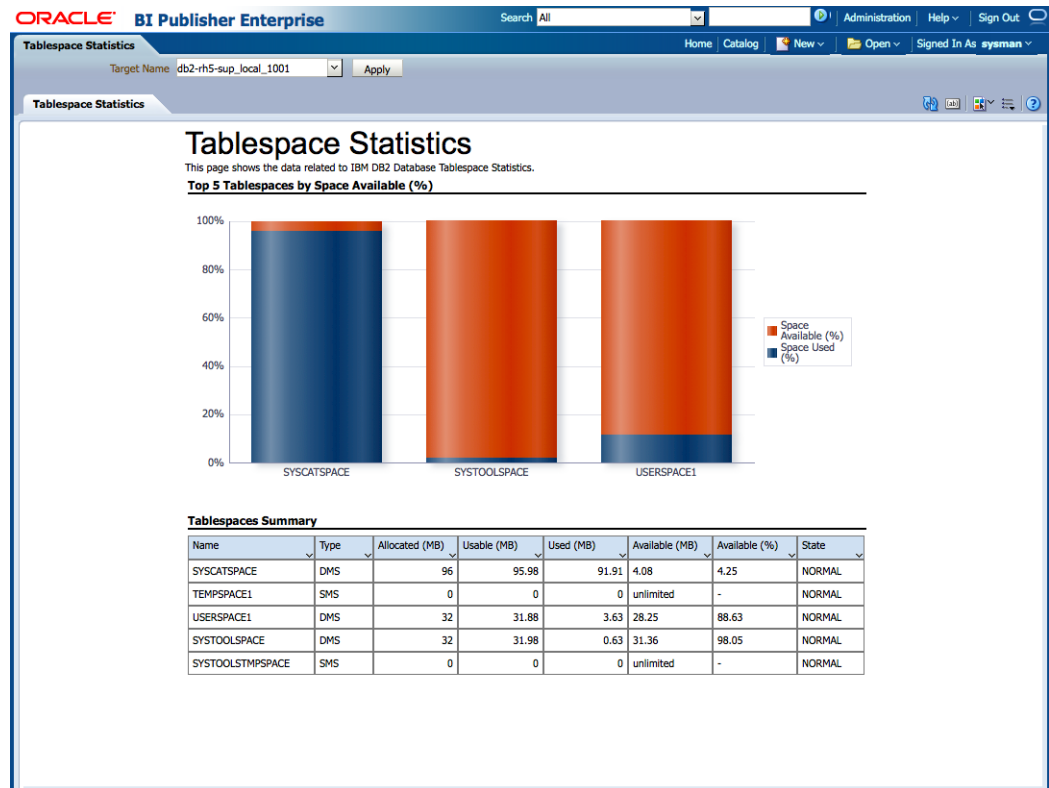 ORACLE BI Publisher Enterprise Search All Administration Help Sign Out
Tablespace Statistics Home Catalog New Open Signed In As sysman
Target Name db2-rh5-sup_local_1001 Apply
Tablespace Statistics
Tablespace Statistics
This page shows the data related to IBM DB2 Database Tablespace Statistics.
Top 5 Tablespaces by Space Available (%)
100%
80%
60%
40%
20%
0%
SYSCATSPACE SYSTOOLSPACE USERSPACE1
Space
Available (%)
Space Used
(%)
Tablespaces Summary
Name Type Allocated (MB) Usable (MB) Used (MB) Available (MB) Available (%) State
SYSCATSPACE DMS 96 95.98 91.91 4.08 4.25 NORMAL
TEMPSPACE1 SMS 0 0 0 unlimited - NORMAL
USERSPACE1 DMS 32 31.88 3.63 28.25 88.63 NORMAL
SYSTOOLSPACE DMS 32 31.98 0.63 31.36 98.05 NORMAL
SYSTOOLSTMPSPACE SMS 0 0 0 unlimited - NORMAL